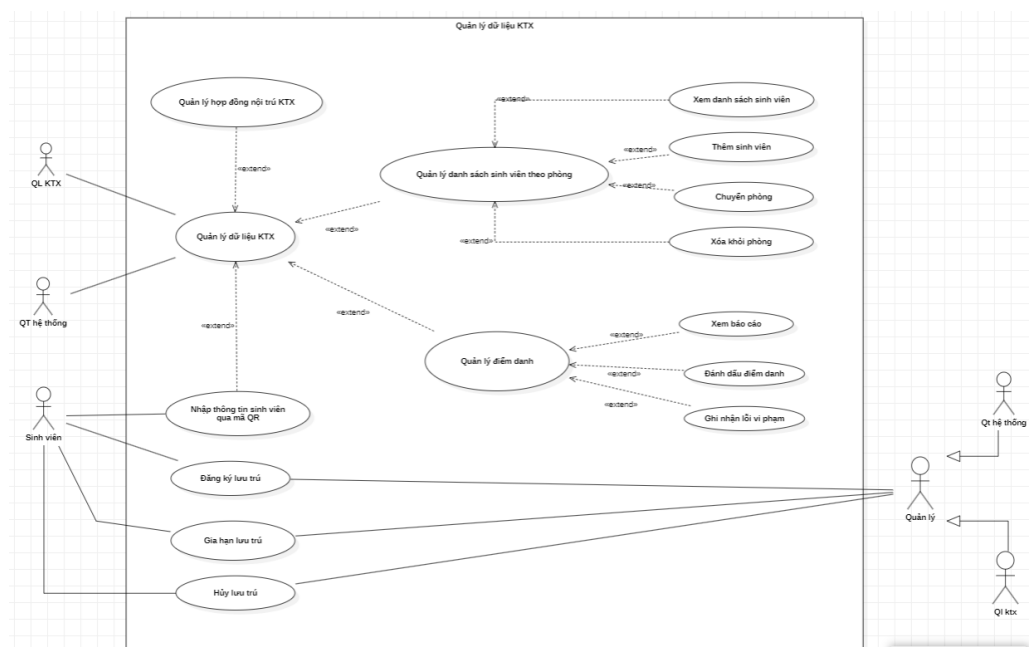 Quản lý dữ liệu KTX
Quản lý hợp đồng nội trú KTX
Xem danh sách sinh viên
«extend»
Thêm sinh viên
«extend»
QL KTX
«extend»
Quản lý danh sách sinh viên theo phòng
«extend»
Chuyển phòng
Quản lý dữ liệu KTX
«extend»
«extend»
Xóa khỏi phòng
QT hệ thống
«extend»
«extend»
Xem báo cáo
«extend»
Quản lý điểm danh
«extend»
Đánh dấu điểm danh
«extend»
Ghi nhận lỗi vi phạm
Nhập thông tin sinh viên
qua mã QR
Sinh viên
Qt hệ thống
Đăng ký lưu trú
Quản lý
Gia hạn lưu trú
Hủy lưu trú
Ql ktx